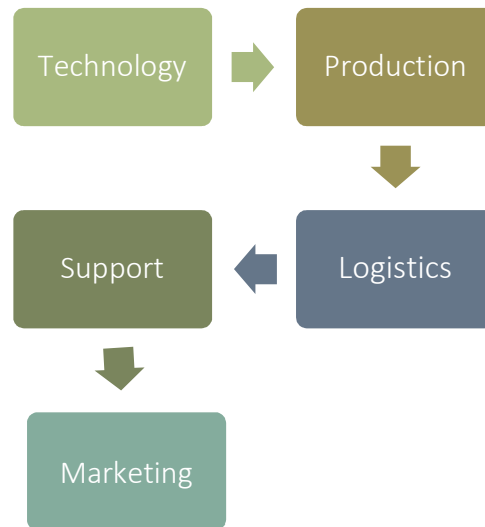 Technology
Production
Logistics
Support
Marketing